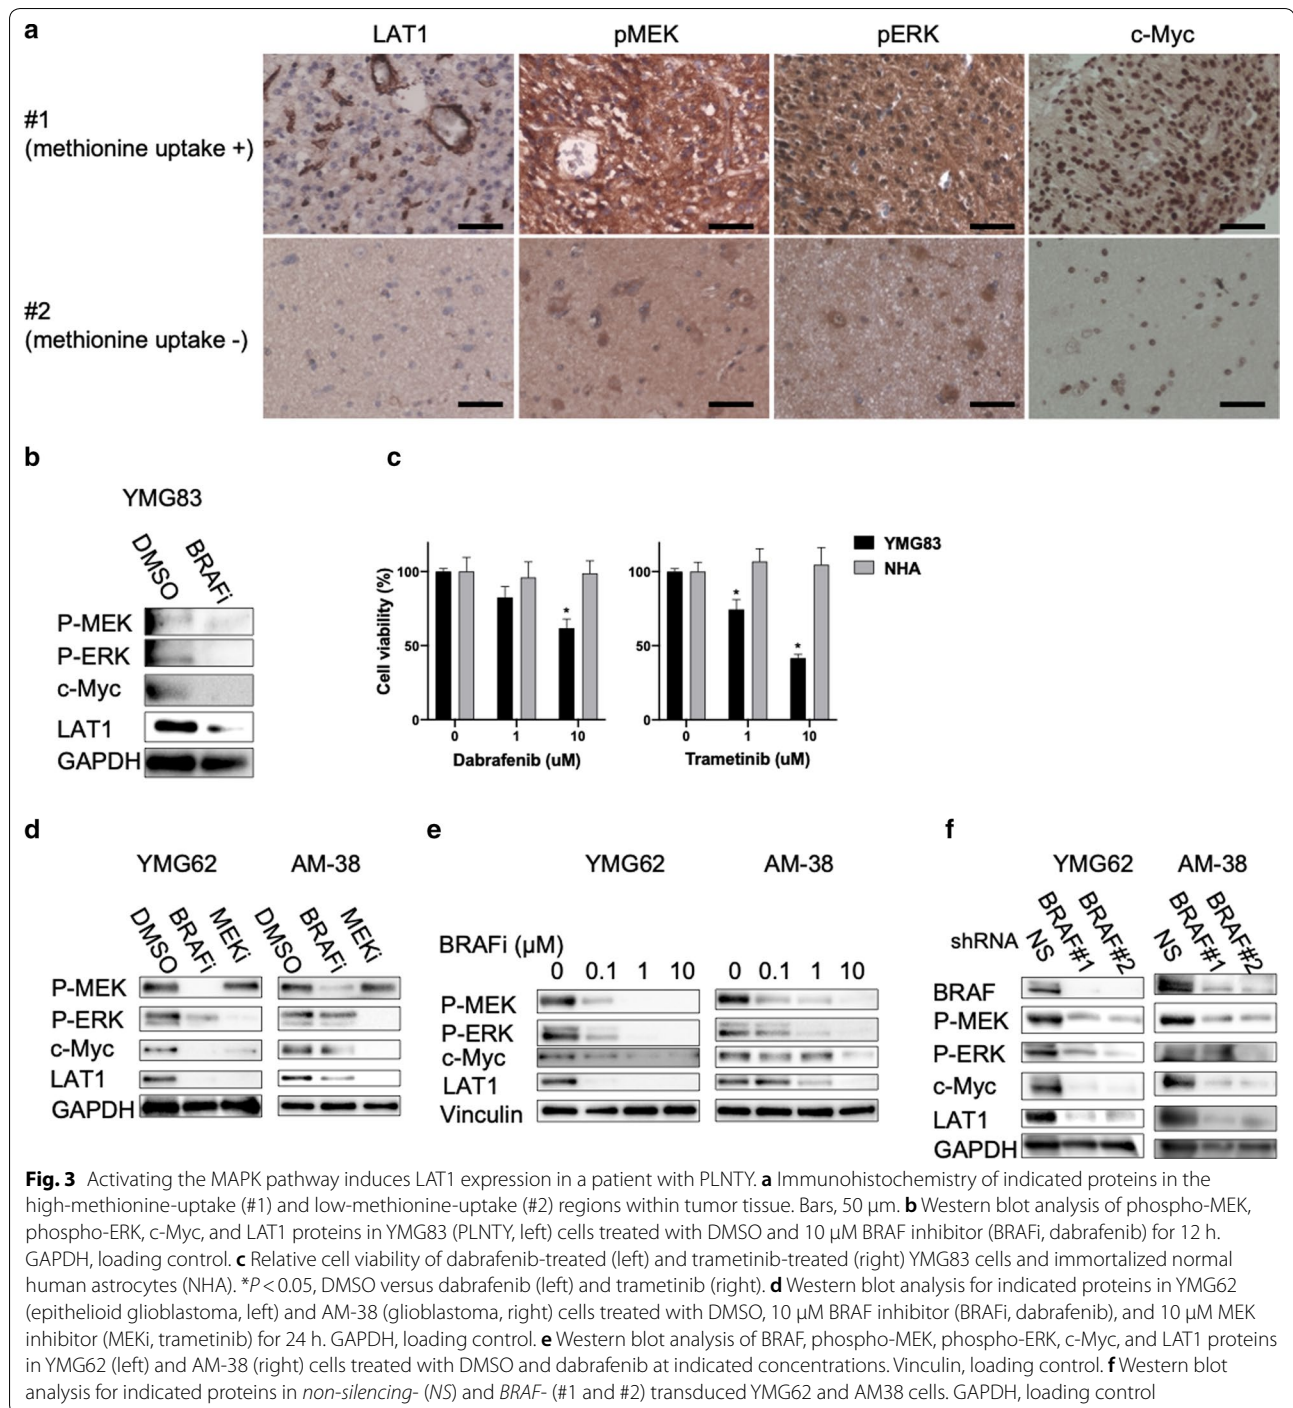 a
LAT1 pMEK pERK c-Myc
#1
(methionine uptake +)
#2
(methionine uptake -)
b
YMG83
DMSO BRAFi
P-MEK
P-ERK
c-Myc
LAT1
GAPDH
c
Cell viability (%)
100
50
0
0 1 10
Dabrafenib (uM)
*
100
50
0
0 1 10
Trametinib (uM)
* *
YMG83
NHA
d
YMG62 AM-38
DMSO BRAFi MEKi DMSO BRAFi MEKi
P-MEK
P-ERK
c-Myc
LAT1
GAPDH
e
YMG62 AM-38
BRAFi (µM)
0 0.1 1 10 0 0.1 1 10
P-MEK
P-ERK
c-Myc
LAT1
Vinculin
f
YMG62 AM-38
shRNA NS BRAF#1 BRAF#2 NS BRAF#1 BRAF#2
BRAF
P-MEK
P-ERK
c-Myc
LAT1
GAPDH
Fig. 3 Activating the MAPK pathway induces LAT1 expression in a patient with PLNTY. a Immunohistochemistry of indicated proteins in the
high-methionine-uptake (#1) and low-methionine-uptake (#2) regions within tumor tissue. Bars, 50 µm. b Western blot analysis of phospho-MEK,
phospho-ERK, c-Myc, and LAT1 proteins in YMG83 (PLNTY, left) cells treated with DMSO and 10 µM BRAF inhibitor (BRAFi, dabrafenib) for 12 h.
GAPDH, loading control. c Relative cell viability of dabrafenib-treated (left) and trametinib-treated (right) YMG83 cells and immortalized normal
human astrocytes (NHA). *P < 0.05, DMSO versus dabrafenib (left) and trametinib (right). d Western blot analysis for indicated proteins in YMG62
(epithelioid glioblastoma, left) and AM-38 (glioblastoma, right) cells treated with DMSO, 10 µM BRAF inhibitor (BRAFi, dabrafenib), and 10 µM MEK
inhibitor (MEKi, trametinib) for 24 h. GAPDH, loading control. e Western blot analysis of BRAF, phospho-MEK, phospho-ERK, c-Myc, and LAT1 proteins
in YMG62 (left) and AM-38 (right) cells treated with DMSO and dabrafenib at indicated concentrations. Vinculin, loading control. f Western blot
analysis for indicated proteins in non-silencing- (NS) and BRAF- (#1 and #2) transduced YMG62 and AM38 cells. GAPDH, loading control